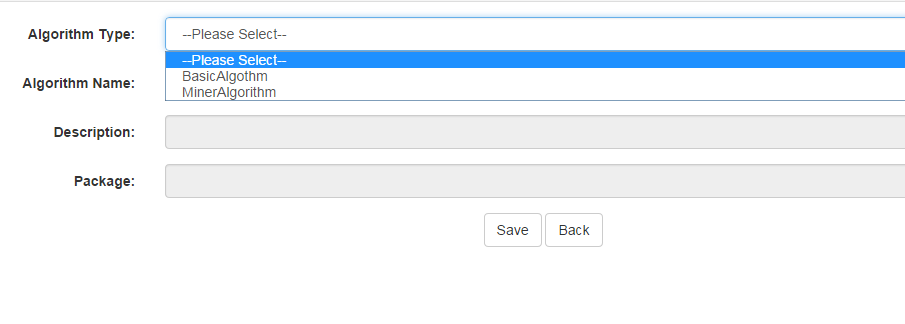 Algorithm Type: --Please Select--
--Please Select--
BasicAlgothm
Algorithm Name:
MinerAlgorithm
Description:
Package:
Save Back